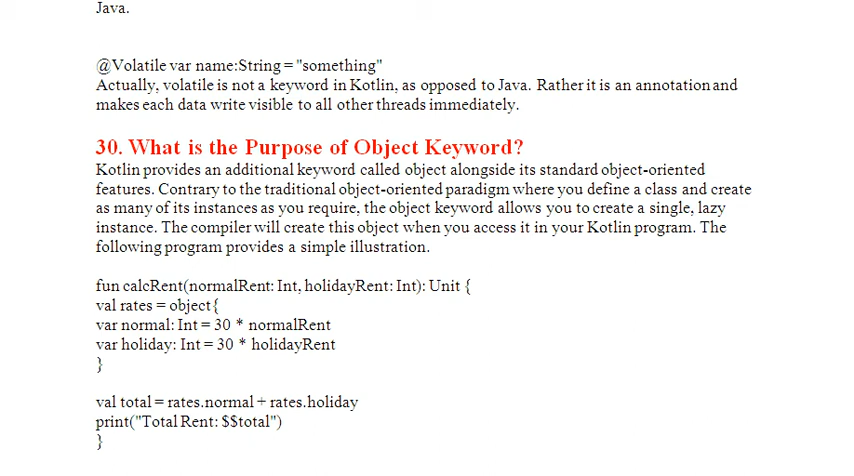 Java.
@Volatile var name:String = "something"
Actually, volatile is not a keyword in Kotlin, as opposed to Java. Rather it is an annotation and
makes each data write visible to all other threads immediately.
30. What is the Purpose of Object Keyword?
Kotlin provides an additional keyword called object alongside its standard object-oriented
features. Contrary to the traditional object-oriented paradigm where you define a class and create
as many of its instances as you require, the object keyword allows you to create a single, lazy
instance. The compiler will create this object when you access it in your Kotlin program. The
following program provides a simple illustration.
fun calcRent(normalRent: Int, holidayRent: Int): Unit {
val rates = object{
var normal: Int = 30 * normalRent
var holiday: Int = 30 * holidayRent
}
val total = rates.normal + rates.holiday
print("Total Rent: $$total")
}